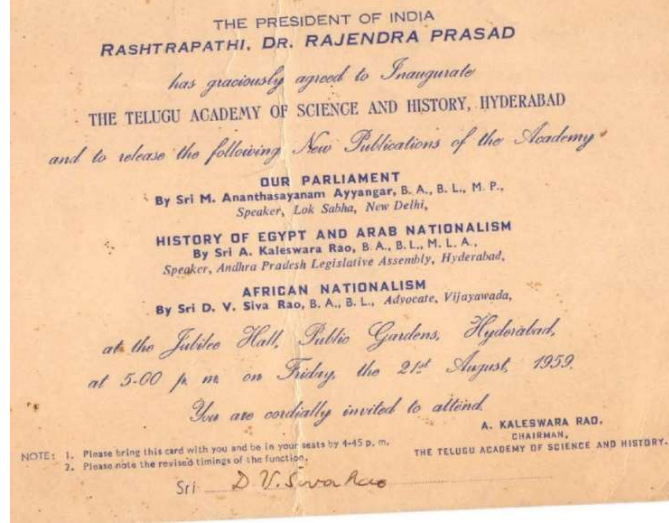 THE PRESIDENT OF INDIA
RASHTRAPATHI, DR. RAJENDRA PRASAD
has graciously agreed to Inaugurate
THE TELUGU ACADEMY OF SCIENCE AND HISTORY, HYDERABAD
and to release the following New Publications of the Academy
OUR PARLIAMENT
By Sri M. Ananthasayanam Ayyangar, B. A., B. L., M. P.,
Speaker, Lok Sabha, New Delhi,
HISTORY OF EGYPT AND ARAB NATIONALISM
By Sri A. Kaleswara Rao, B. A., B. L., M. L. A.,
Speaker, Andhra Pradesh Legislative Assembly, Hyderabad,
AFRICAN NATIONALISM
By Sri D. V. Siva Rao, B. A., B. L., Advocate, Vijayawada,
at the Jubilee Hall, Public Gardens, Hyderabad,
at 5-00 p. m. on Friday, the 21st August, 1959.
You are cordially invited to attend.
A. KALESWARA RAO,
CHAIRMAN,
THE TELUGU ACADEMY OF SCIENCE AND HISTORY.
NOTE: 1. Please bring this card with you and be in your seats by 4-45 p. m.
2. Please note the revised timings of the function.
Sri D. V. Siva Rao